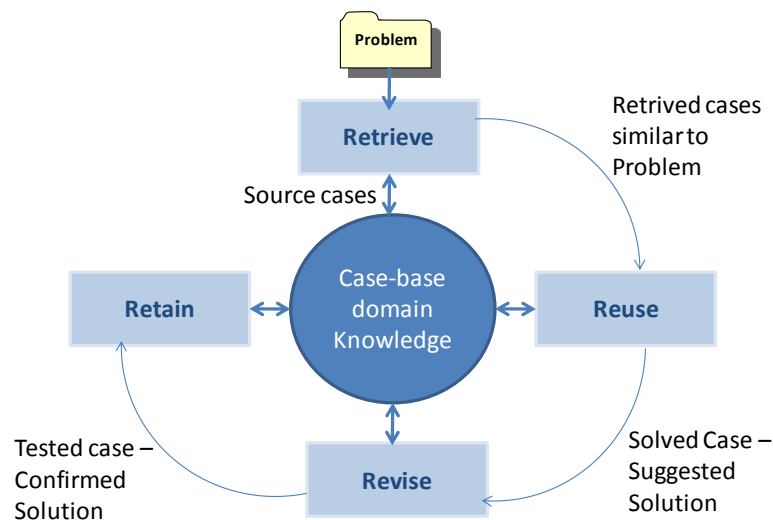 Problem
Retrieve
Retrived cases
similar to
Problem
Source cases
Case-base
domain
Knowledge
Retain
Reuse
Tested case –
Confirmed
Solution
Revise
Solved Case –
Suggested
Solution